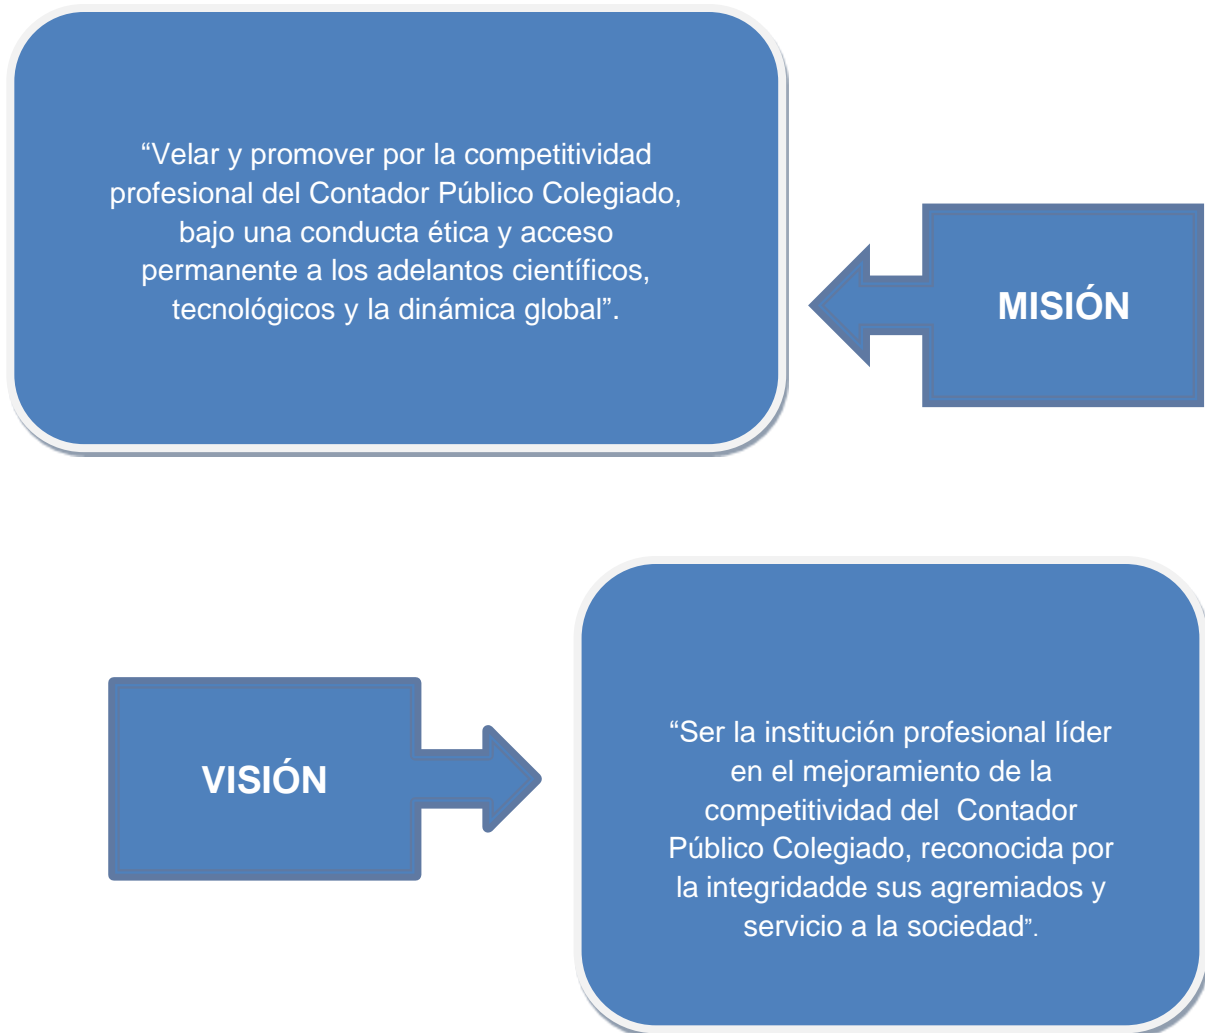 “Velar y promover por la competitividad
profesional del Contador Público Colegiado,
bajo una conducta ética y acceso
permanente a los adelantos científicos,
tecnológicos y la dinámica global”.
MISIÓN
VISIÓN
“Ser la institución profesional líder
en el mejoramiento de la
competitividad del  Contador
Público Colegiado, reconocida por
la integridadde sus agremiados y
servicio a la sociedad”.